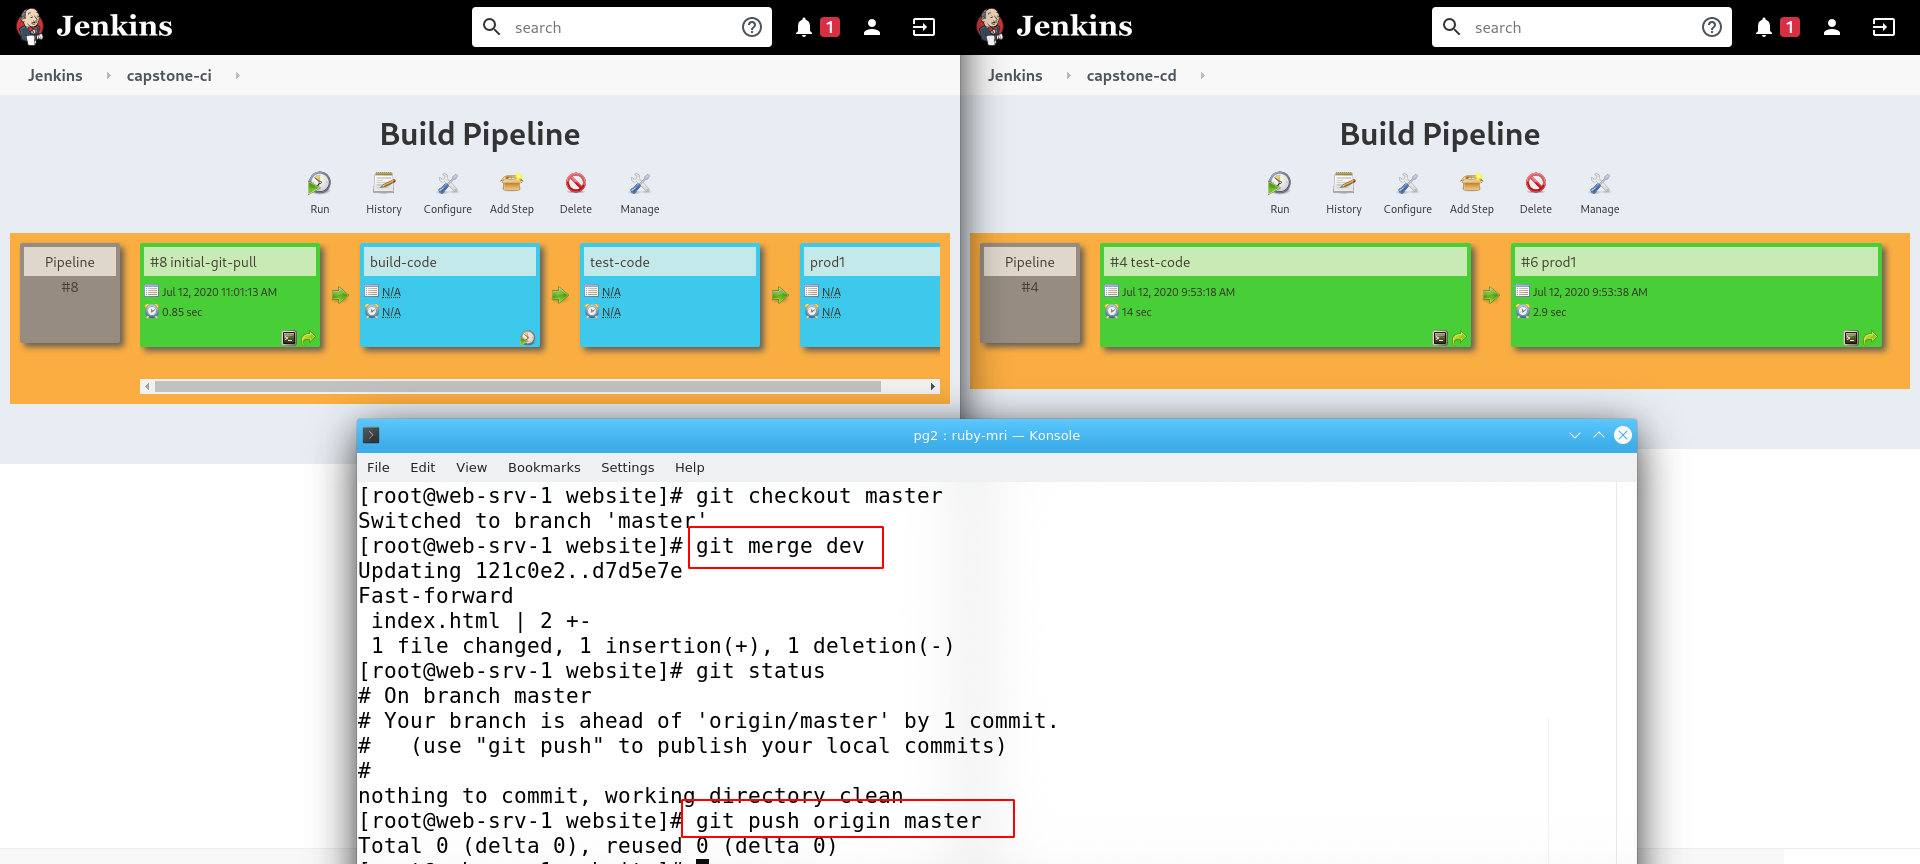 Jenkins
search
1
Jenkins
capstone-ci
Build Pipeline
Run
History
Configure
Add Step
Delete
Manage
Pipeline
#8
#8 initial-git-pull
Jul 12, 2020 11:01:13 AM
0.85 sec
build-code
N/A
N/A
test-code
N/A
N/A
prod1
N/A
N/A
Jenkins
search
1
Jenkins
capstone-cd
Build Pipeline
Run
History
Configure
Add Step
Delete
Manage
Pipeline
#4
#4 test-code
Jul 12, 2020 9:53:18 AM
14 sec
#6 prod1
Jul 12, 2020 9:53:38 AM
2.9 sec
pg2 : ruby-mri — Konsole
File Edit View Bookmarks Settings Help
[root@web-srv-1 website]# git checkout master
Switched to branch 'master'
[root@web-srv-1 website]# git merge dev
Updating 121c0e2..d7d5e7e
Fast-forward
 index.html | 2 +-
 1 file changed, 1 insertion(+), 1 deletion(-)
[root@web-srv-1 website]# git status
# On branch master
# Your branch is ahead of 'origin/master' by 1 commit.
#   (use "git push" to publish your local commits)
#
nothing to commit, working directory clean
[root@web-srv-1 website]# git push origin master
Total 0 (delta 0), reused 0 (delta 0)